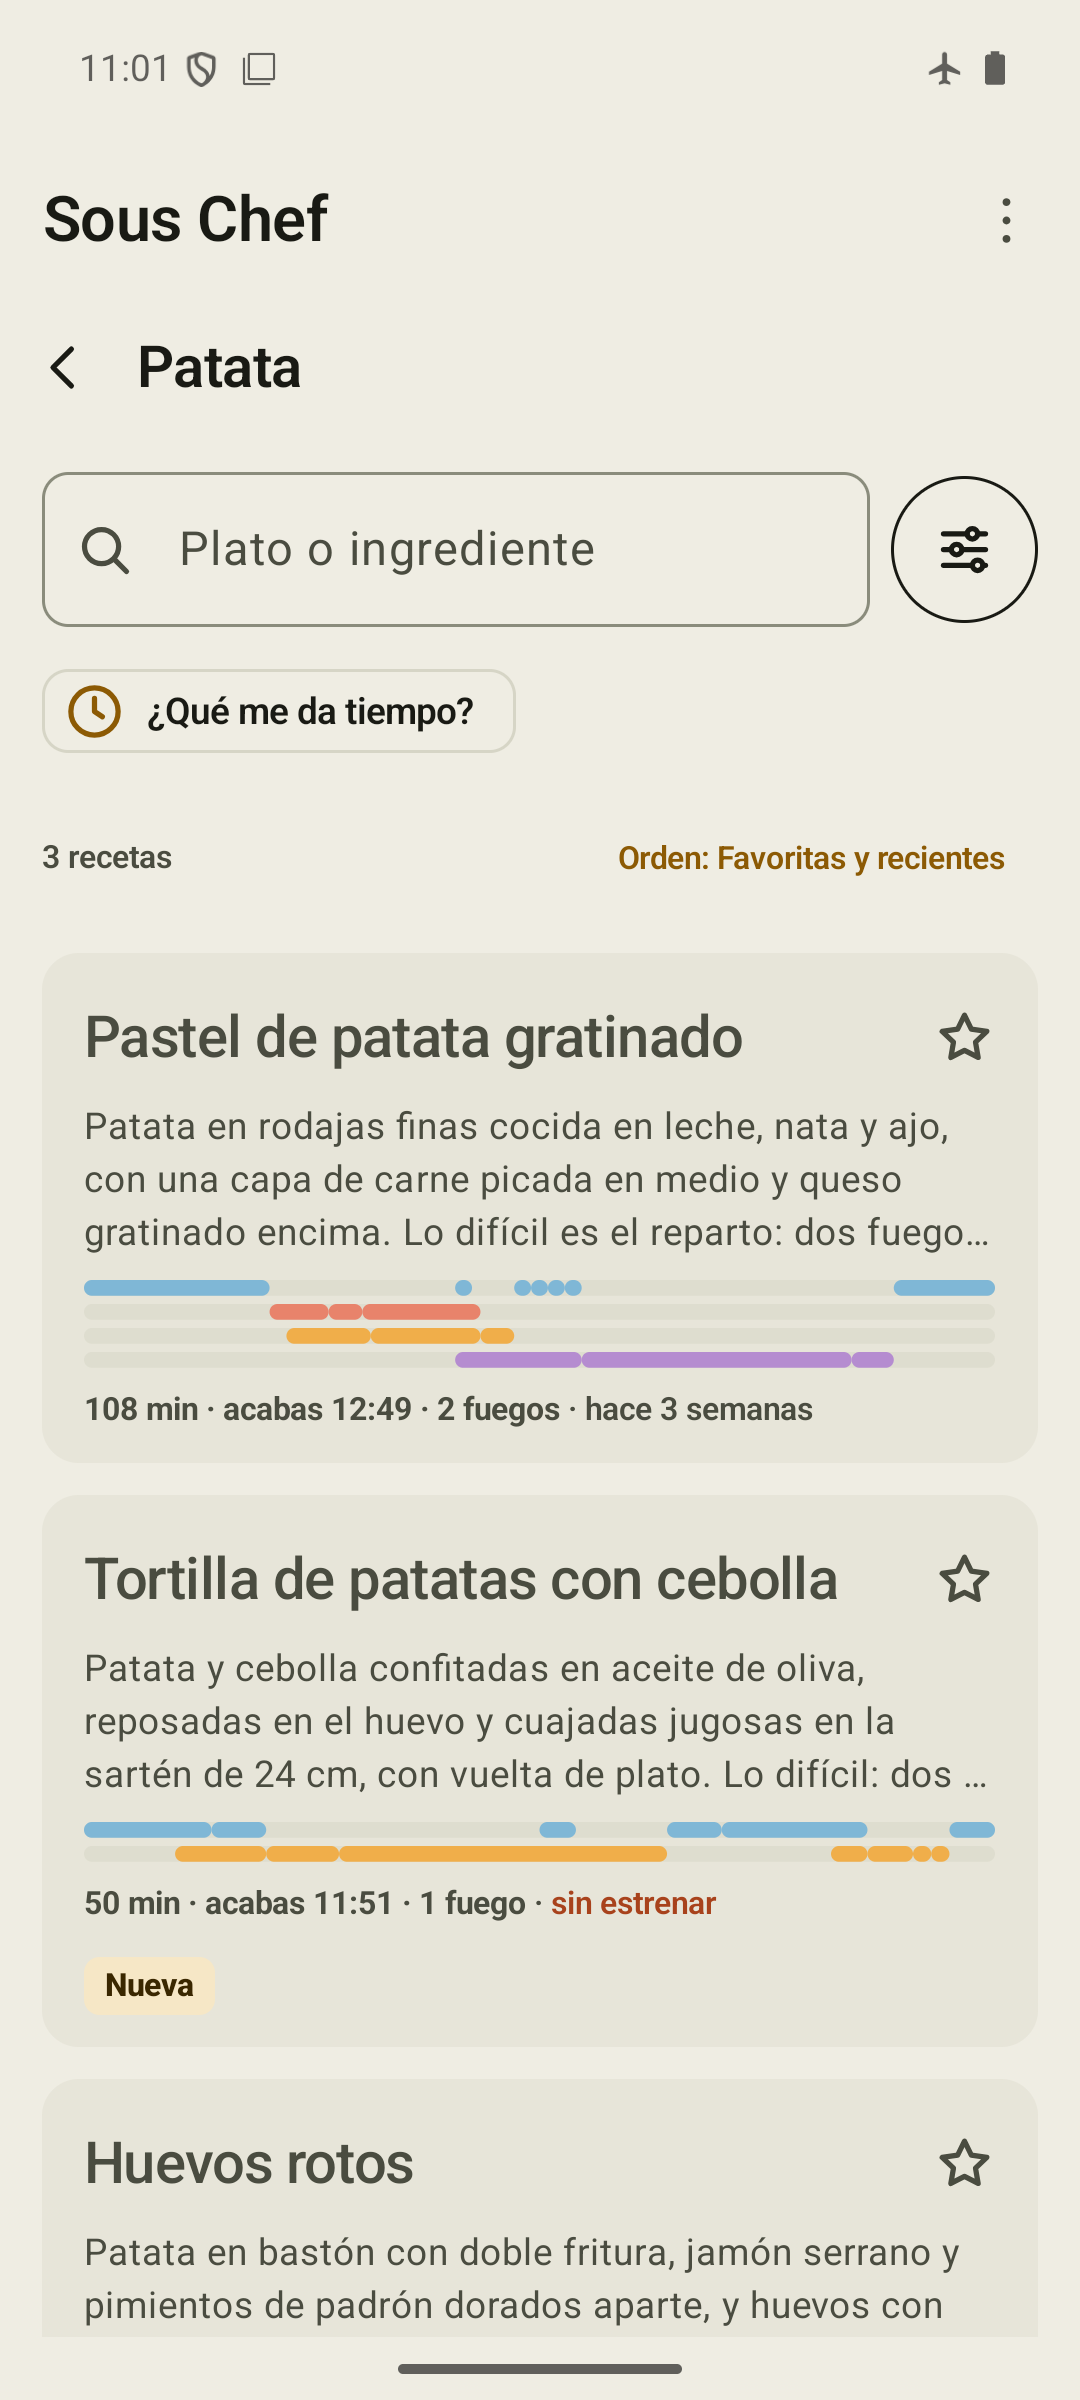 11:01
Sous Chef
Patata
Plato o ingrediente
¿Qué me da tiempo?
3 recetas
Orden: Favoritas y recientes
Pastel de patata gratinado
Patata en rodajas finas cocida en leche, nata y ajo,
con una capa de carne picada en medio y queso
gratinado encima. Lo difícil es el reparto: dos fuego…
108 min · acabas 12:49 · 2 fuegos · hace 3 semanas
Tortilla de patatas con cebolla
Patata y cebolla confitadas en aceite de oliva,
reposadas en el huevo y cuajadas jugosas en la
sartén de 24 cm, con vuelta de plato. Lo difícil: dos …
50 min · acabas 11:51 · 1 fuego · sin estrenar
Nueva
Huevos rotos
Patata en bastón con doble fritura, jamón serrano y
pimientos de padrón dorados aparte, y huevos con